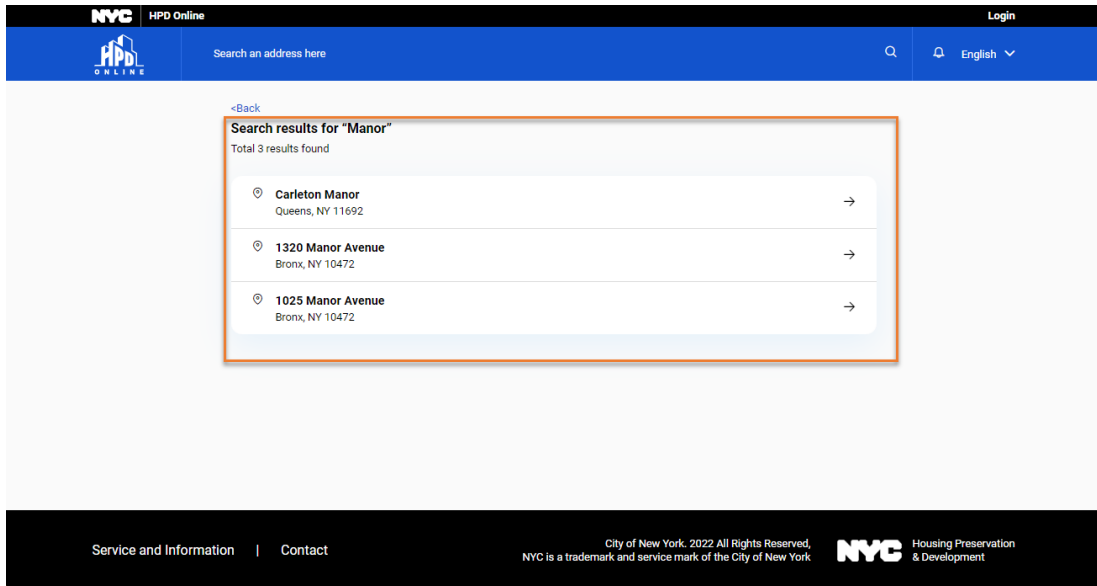 NYC HPD Online Login
HPD
ONLINE
Search an address here
English
<Back
Search results for “Manor”
Total 3 results found
Carleton Manor
Queens, NY 11692
1320 Manor Avenue
Bronx, NY 10472
1025 Manor Avenue
Bronx, NY 10472
Service and Information | Contact
City of New York. 2022 All Rights Reserved,
NYC is a trademark and service mark of the City of New York
NYC
Housing Preservation
& Development